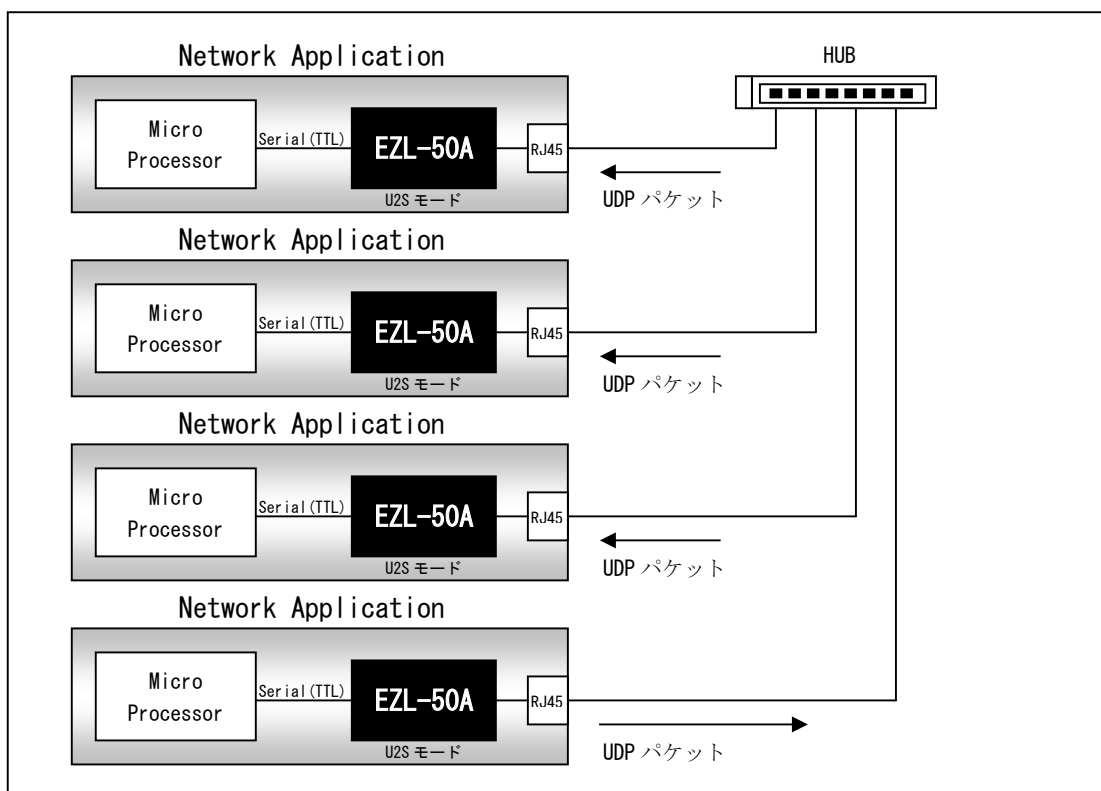 Network Application
HUB
Micro
Processor
Serial(TTL)
EZL-50A
RJ45
U2S モード
UDP パケット
Network Application
Micro
Processor
Serial(TTL)
EZL-50A
RJ45
U2S モード
UDP パケット
Network Application
Micro
Processor
Serial(TTL)
EZL-50A
RJ45
U2S モード
UDP パケット
Network Application
Micro
Processor
Serial(TTL)
EZL-50A
RJ45
U2S モード
UDP パケット